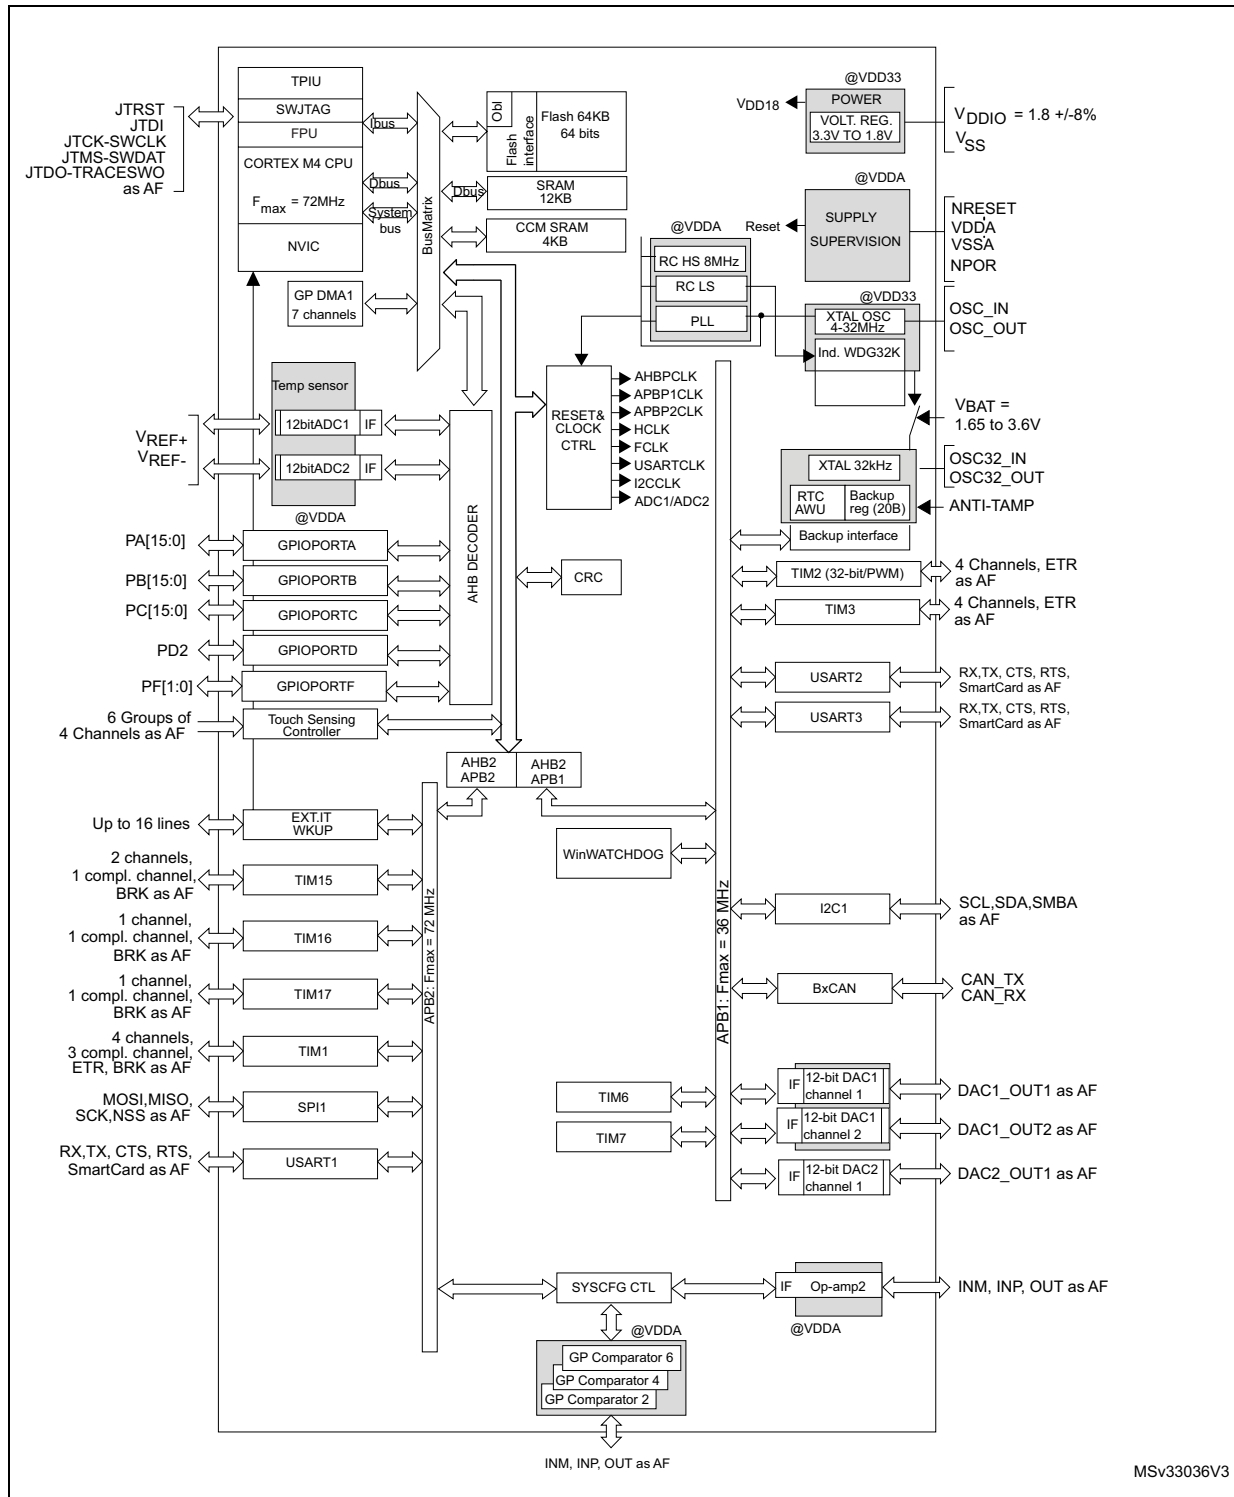 TPIU
SWJTAG
FPU
CORTEX M4 CPU
Fmax = 72MHz
NVIC
JTRST
JTDI
JTCK-SWCLK
JTMS-SWDAT
JTDO-TRACESWO
as AF
Ibus
Dbus
System
bus
BusMatrix
Obl
Flash
interface
Flash 64KB
64 bits
Dbus
SRAM
12KB
CCM SRAM
4KB
GP DMA1
7 channels
@VDD33
VDD18
POWER
VOLT. REG.
3.3V TO 1.8V
VDDIO = 1.8 +/-8%
VSS
@VDDA
Reset
SUPPLY
SUPERVISION
NRESET
VDDA
VSSA
NPOR
@VDDA
RC HS 8MHz
RC LS
PLL
@VDD33
XTAL OSC
4-32MHz
Ind. WDG32K
OSC_IN
OSC_OUT
VBAT =
1.65 to 3.6V
XTAL 32kHz
OSC32_IN
OSC32_OUT
RTC
AWU
Backup
reg (20B)
ANTI-TAMP
Backup interface
RESET&
CLOCK
CTRL
AHBPCLK
APBP1CLK
APBP2CLK
HCLK
FCLK
USARTCLK
I2CCLK
ADC1/ADC2
Temp sensor
VREF+
VREF-
12bitADC1
IF
12bitADC2
IF
@VDDA
AHB DECODER
PA[15:0]
GPIOPORTA
PB[15:0]
GPIOPORTB
PC[15:0]
GPIOPORTC
PD2
GPIOPORTD
PF[1:0]
GPIOPORTF
6 Groups of
4 Channels as AF
Touch Sensing
Controller
CRC
AHB2
APB2
AHB2
APB1
TIM2 (32-bit/PWM)
4 Channels, ETR
as AF
TIM3
4 Channels, ETR
as AF
USART2
RX,TX, CTS, RTS,
SmartCard as AF
USART3
RX,TX, CTS, RTS,
SmartCard as AF
Up to 16 lines
EXT.IT
WKUP
2 channels,
1 compl. channel,
BRK as AF
TIM15
1 channel,
1 compl. channel,
BRK as AF
TIM16
1 channel,
1 compl. channel,
BRK as AF
TIM17
4 channels,
3 compl. channel,
ETR, BRK as AF
TIM1
MOSI,MISO,
SCK,NSS as AF
SPI1
RX,TX, CTS, RTS,
SmartCard as AF
USART1
APB2: Fmax = 72 MHz
WinWATCHDOG
APB1: Fmax = 36 MHz
I2C1
SCL,SDA,SMBA
as AF
BxCAN
CAN_TX
CAN_RX
TIM6
TIM7
IF
12-bit DAC1
channel 1
DAC1_OUT1 as AF
IF
12-bit DAC1
channel 2
DAC1_OUT2 as AF
IF
12-bit DAC2
channel 1
DAC2_OUT1 as AF
SYSCFG CTL
IF
Op-amp2
INM, INP, OUT as AF
@VDDA
@VDDA
GP Comparator 6
GP Comparator 4
GP Comparator 2
INM, INP, OUT as AF
MSv33036V3